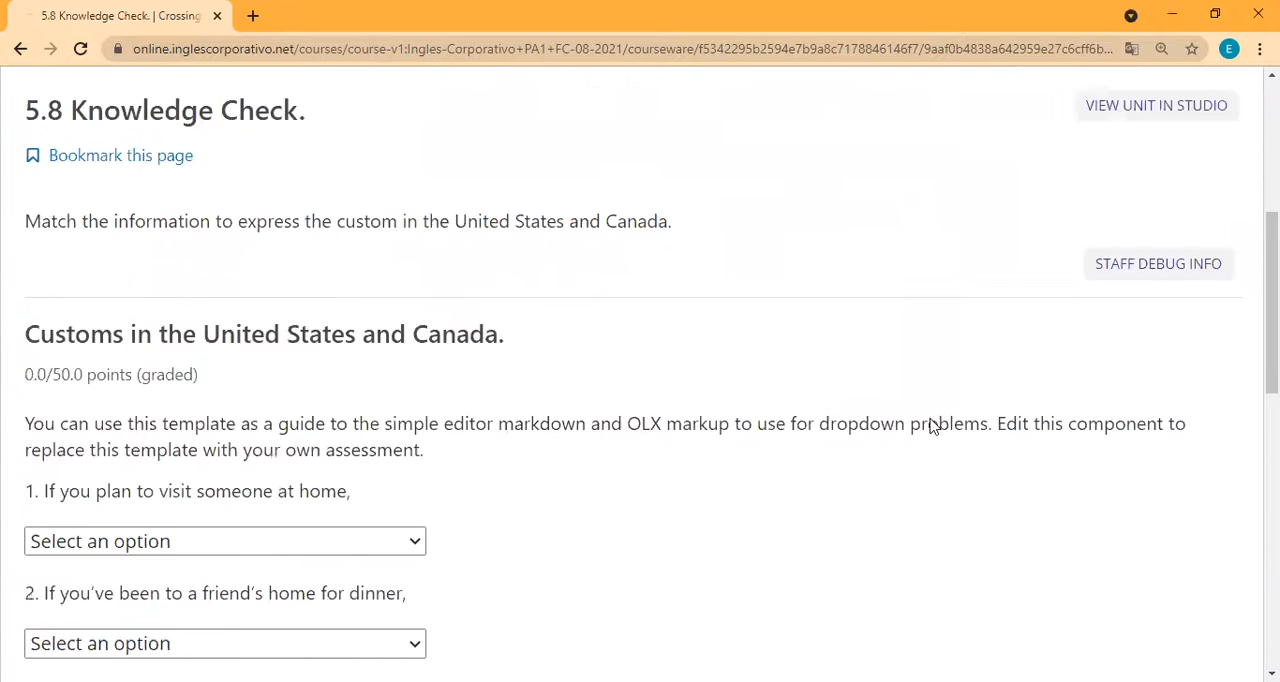 5.8 Knowledge Check. | Crossing
online.inglescorporativo.net/courses/course-v1:Ingles-Corporativo+PA1+FC-08-2021/courseware/f5342295b2594e7b9a8c7178846146f7/9aaf0b4838a642959e27c6cff6b...
E
5.8 Knowledge Check.
VIEW UNIT IN STUDIO
Bookmark this page
Match the information to express the custom in the United States and Canada.
STAFF DEBUG INFO
Customs in the United States and Canada.
0.0/50.0 points (graded)
You can use this template as a guide to the simple editor markdown and OLX markup to use for dropdown problems. Edit this component to
replace this template with your own assessment.
1. If you plan to visit someone at home,
Select an option
2. If you’ve been to a friend’s home for dinner,
Select an option